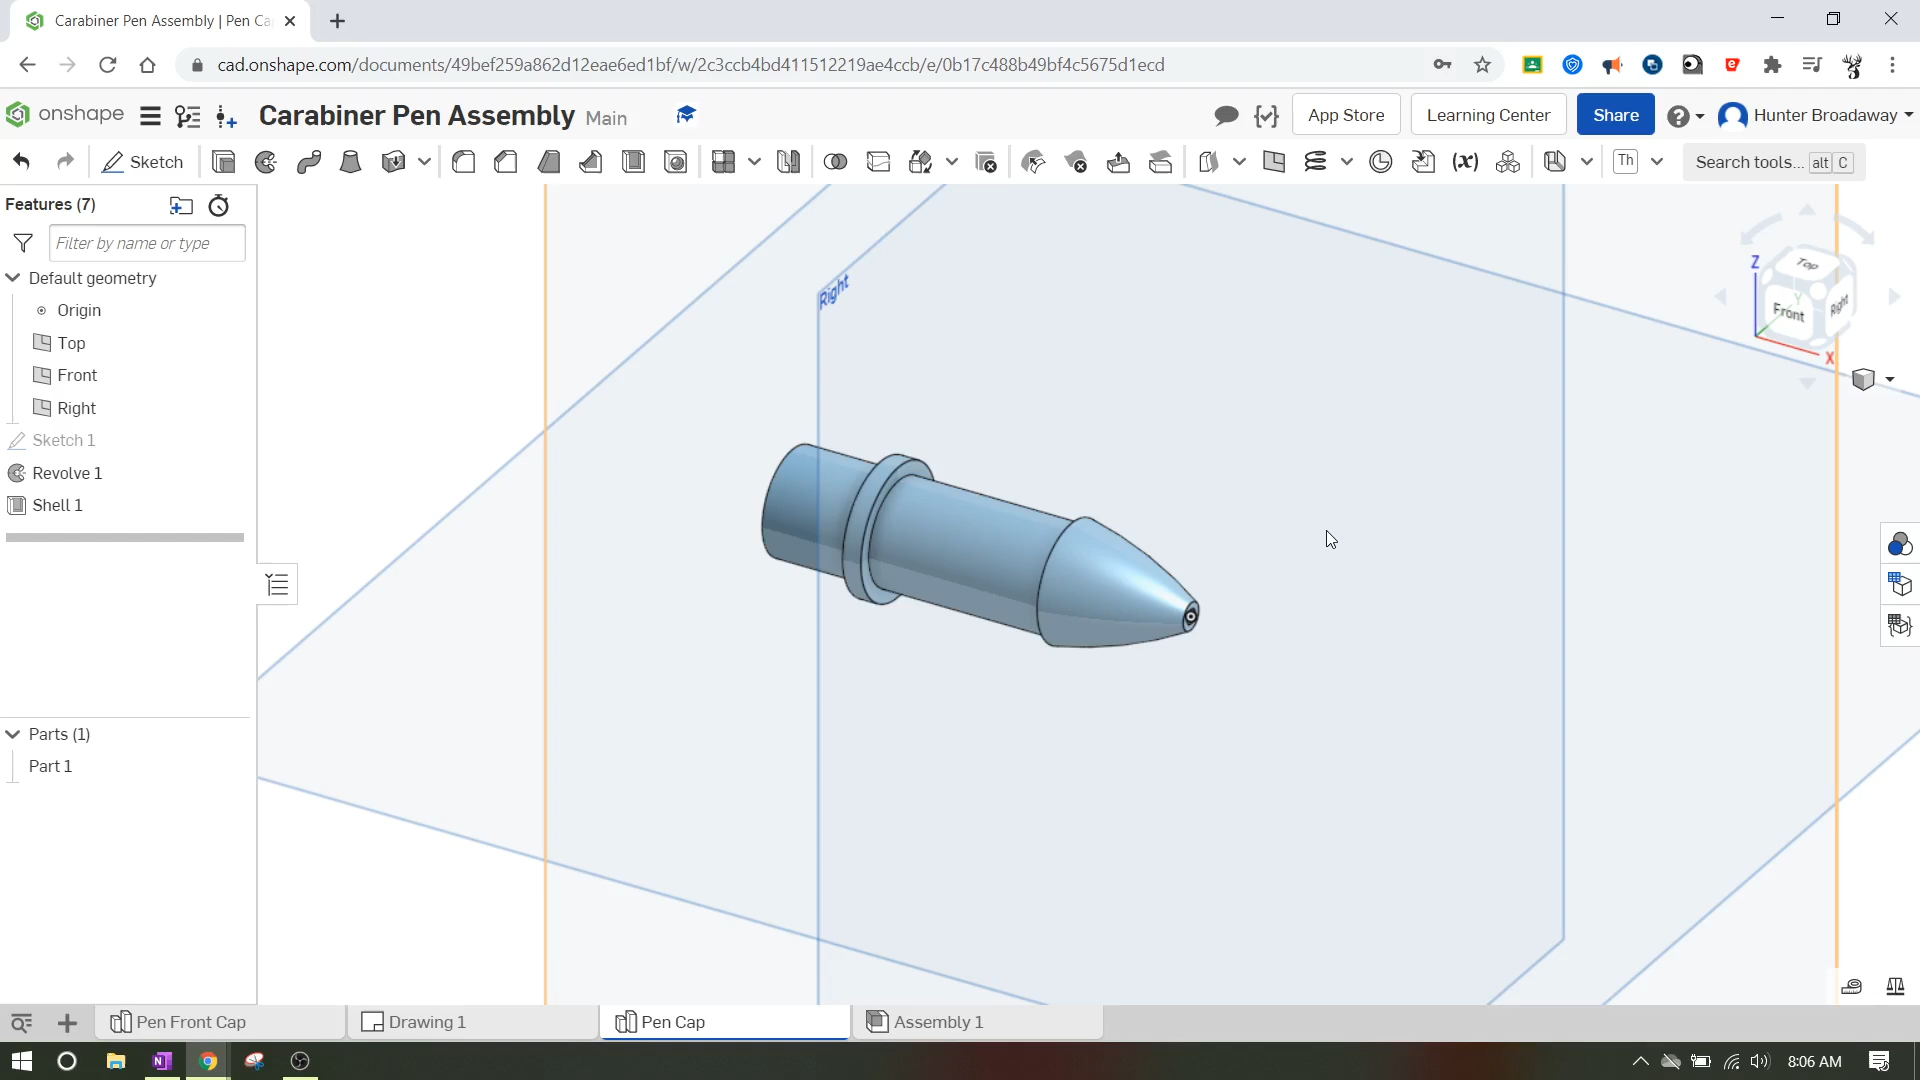 Carabiner Pen Assembly | Pen Ca
cad.onshape.com/documents/49bef259a862d12eae6ed1bf/w/2c3ccb4bd411512219ae4ccb/e/0b17c488b49bf4c5675d1ecd
onshape
Carabiner Pen Assembly Main
App Store
Learning Center
Share
Hunter Broadaway
Sketch
(x)
Th
Search tools... alt C
Features (7)
Filter by name or type
Default geometry
Origin
Top
Front
Right
Sketch 1
Revolve 1
Shell 1
Parts (1)
Part 1
Right
Z
Top
Y
Front
Right
X
Pen Front Cap
Drawing 1
Pen Cap
Assembly 1
8:06 AM